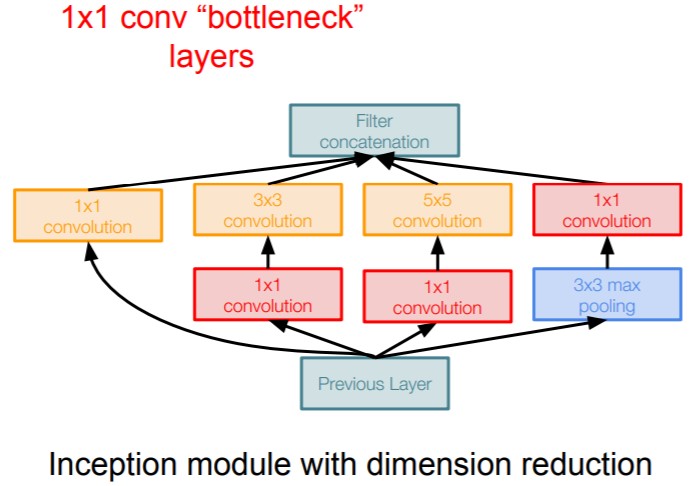 1x1 conv “bottleneck”
layers
Filter
concatenation
1x1
convolution
3x3
convolution
5x5
convolution
1x1
convolution
1x1
convolution
1x1
convolution
3x3 max
pooling
Previous Layer
Inception module with dimension reduction